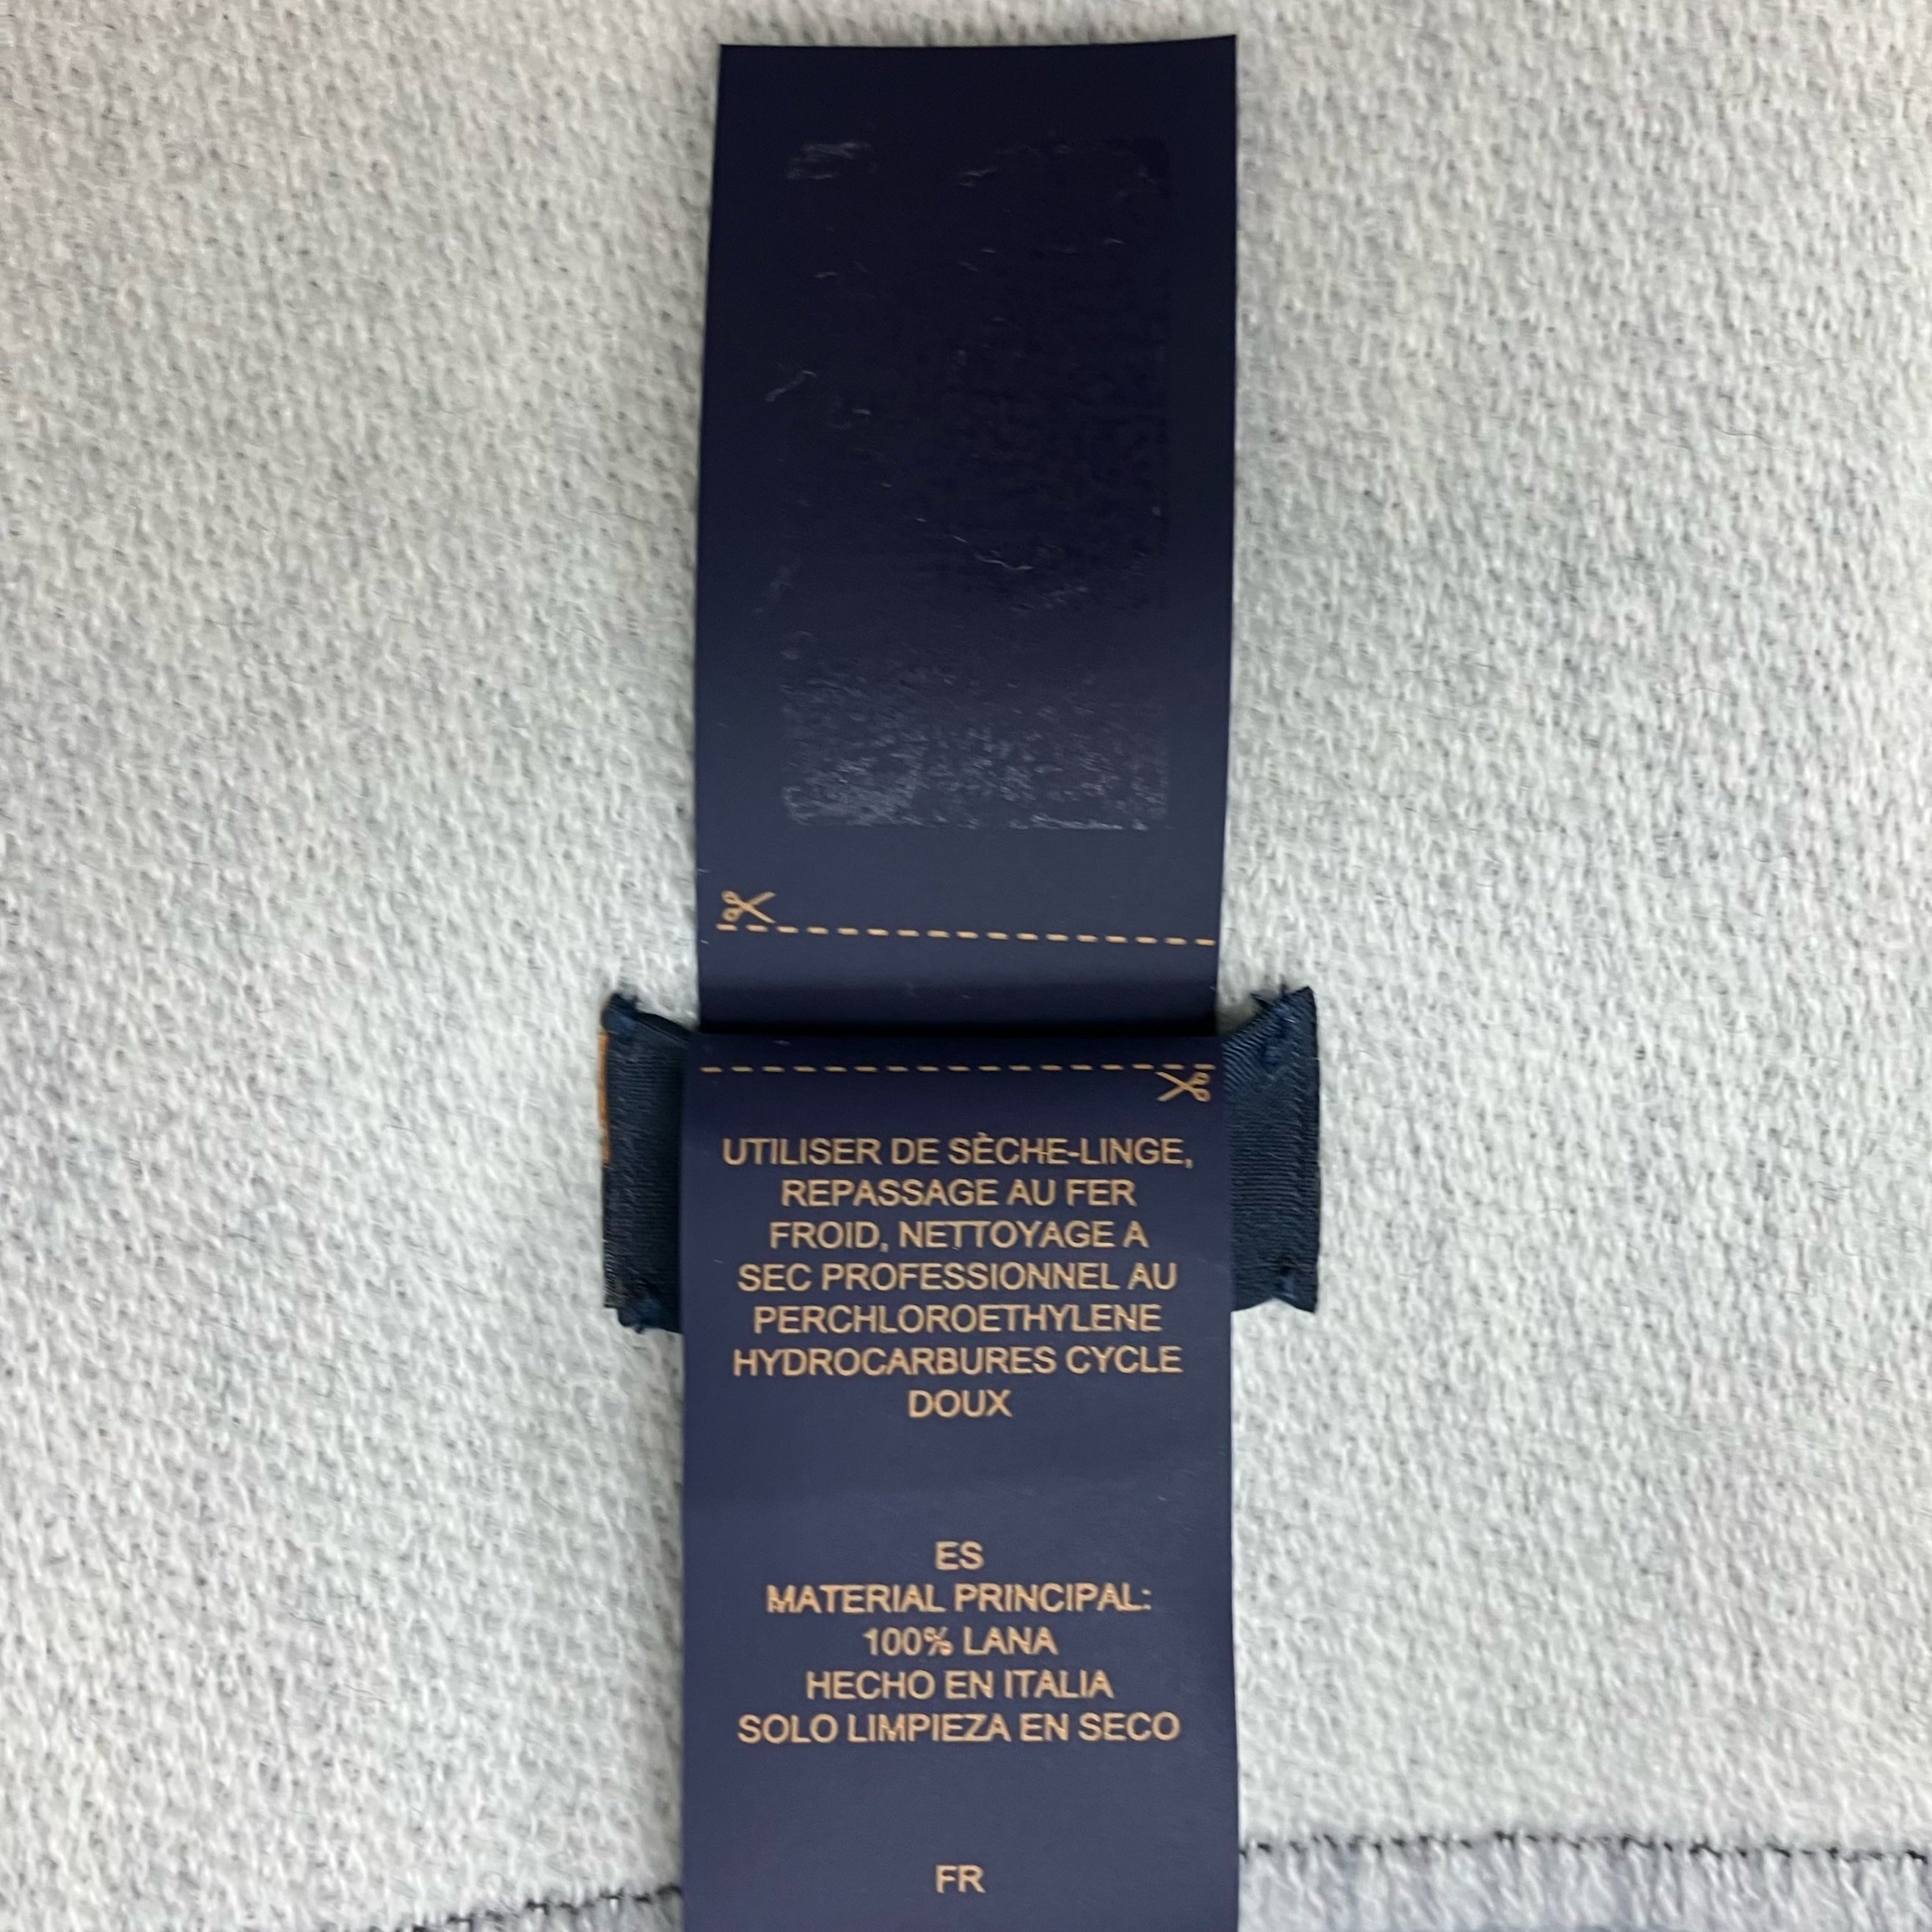 UTILISER DE SÈCHE-LINGE,
REPASSAGE AU FER
FROID, NETTOYAGE A
SEC PROFESSIONNEL AU
PERCHLOROETHYLENE
HYDROCARBURES CYCLE
DOUX
ES
MATERIAL PRINCIPAL:
100% LANA
HECHO EN ITALIA
SOLO LIMPIEZA EN SECO
FR